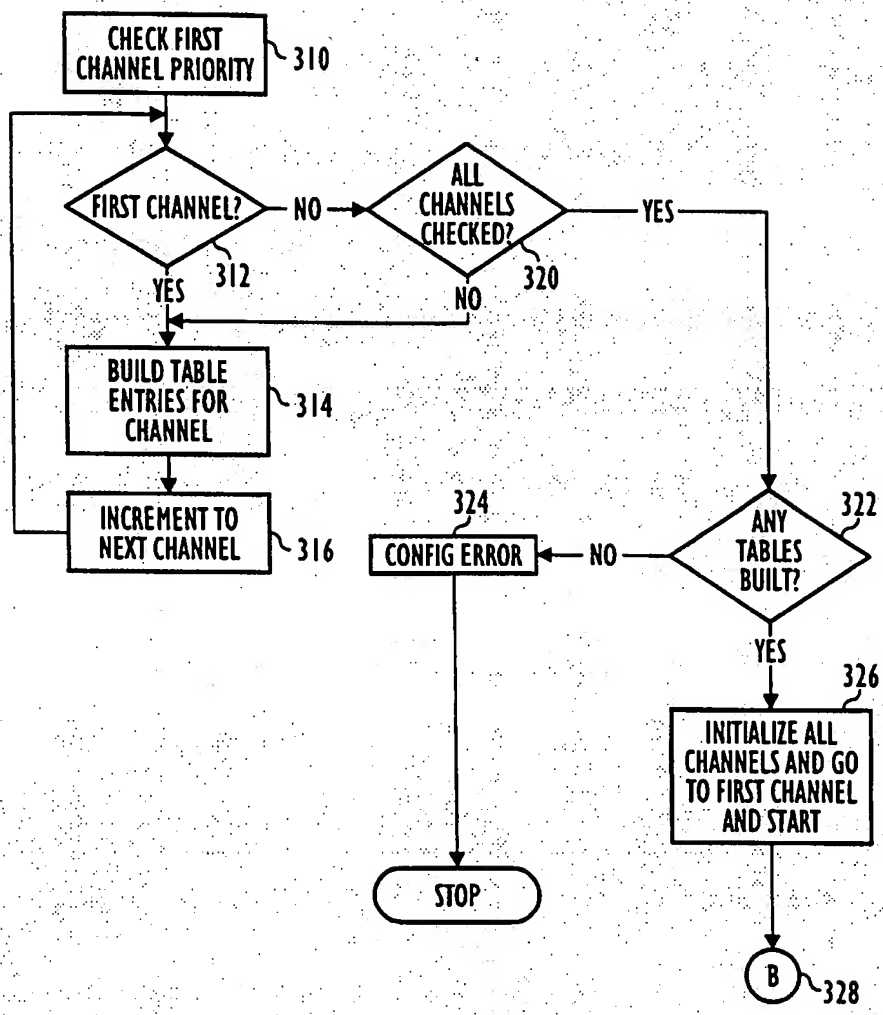 CHECK FIRST
CHANNEL PRIORITY
310
FIRST CHANNEL?
312
NO
YES
ALL
CHANNELS
CHECKED?
320
YES
NO
BUILD TABLE
ENTRIES FOR
CHANNEL
314
INCREMENT TO
NEXT CHANNEL
316
324
CONFIG ERROR
NO
ANY
TABLES
BUILT?
322
YES
326
INITIALIZE ALL
CHANNELS AND GO
TO FIRST CHANNEL
AND START
STOP
B
328